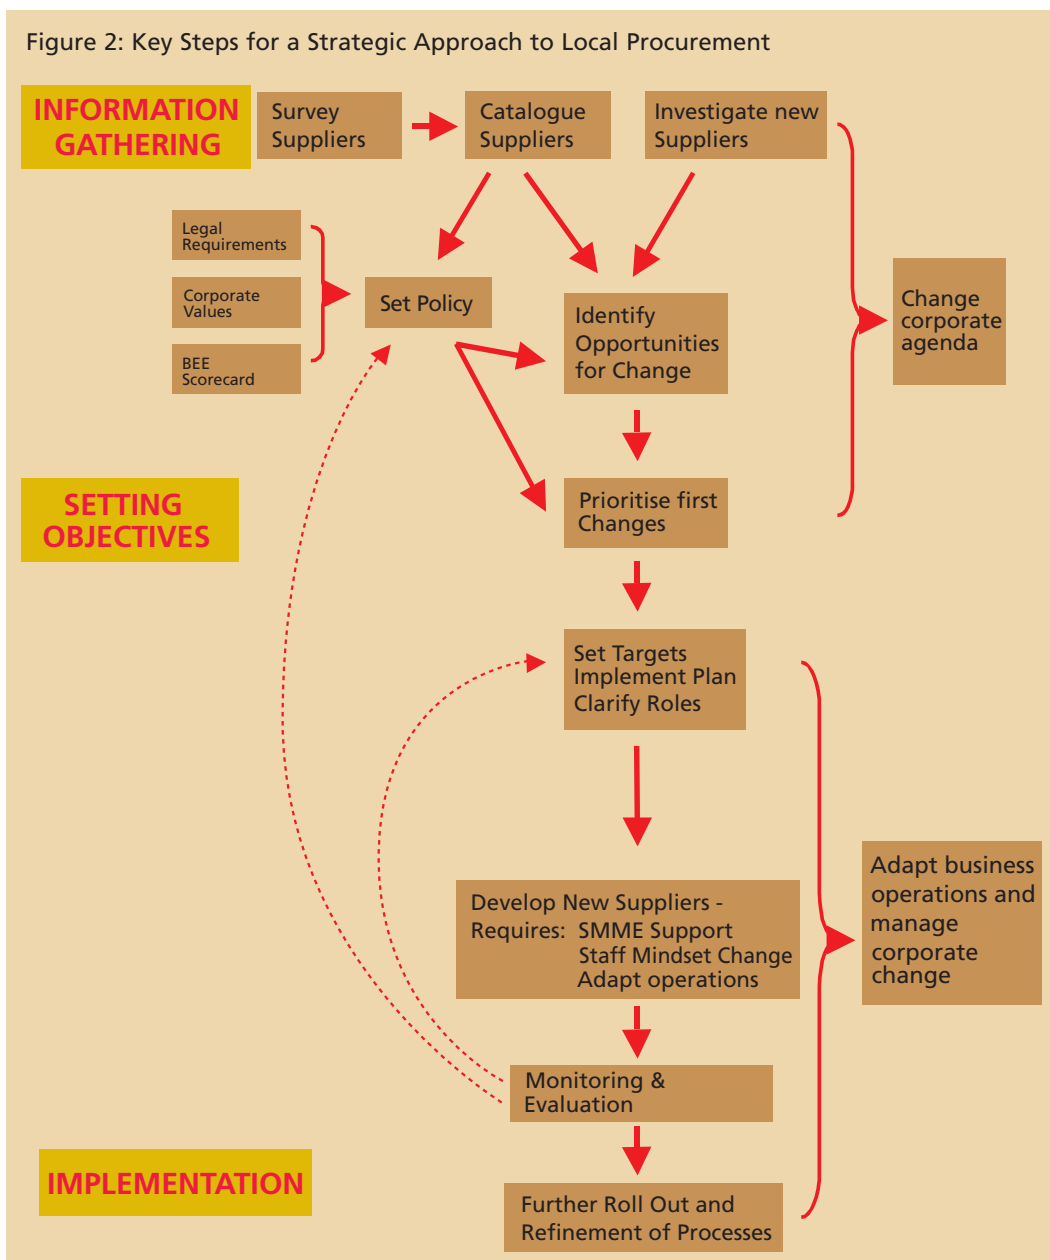 Figure 2: Key Steps for a Strategic Approach to Local Procurement
INFORMATION
GATHERING
Survey
Suppliers
Catalogue
Suppliers
Investigate new
Suppliers
Legal
Requirements
Corporate
Values
BEE
Scorecard
Set Policy
Identify
Opportunities
for Change
Change
corporate
agenda
SETTING
OBJECTIVES
Prioritise first
Changes
Set Targets
Implement Plan
Clarify Roles
Develop New Suppliers -
Requires: SMME Support
Staff Mindset Change
Adapt operations
Adapt business
operations and
manage
corporate
change
Monitoring &
Evaluation
IMPLEMENTATION
Further Roll Out and
Refinement of Processes